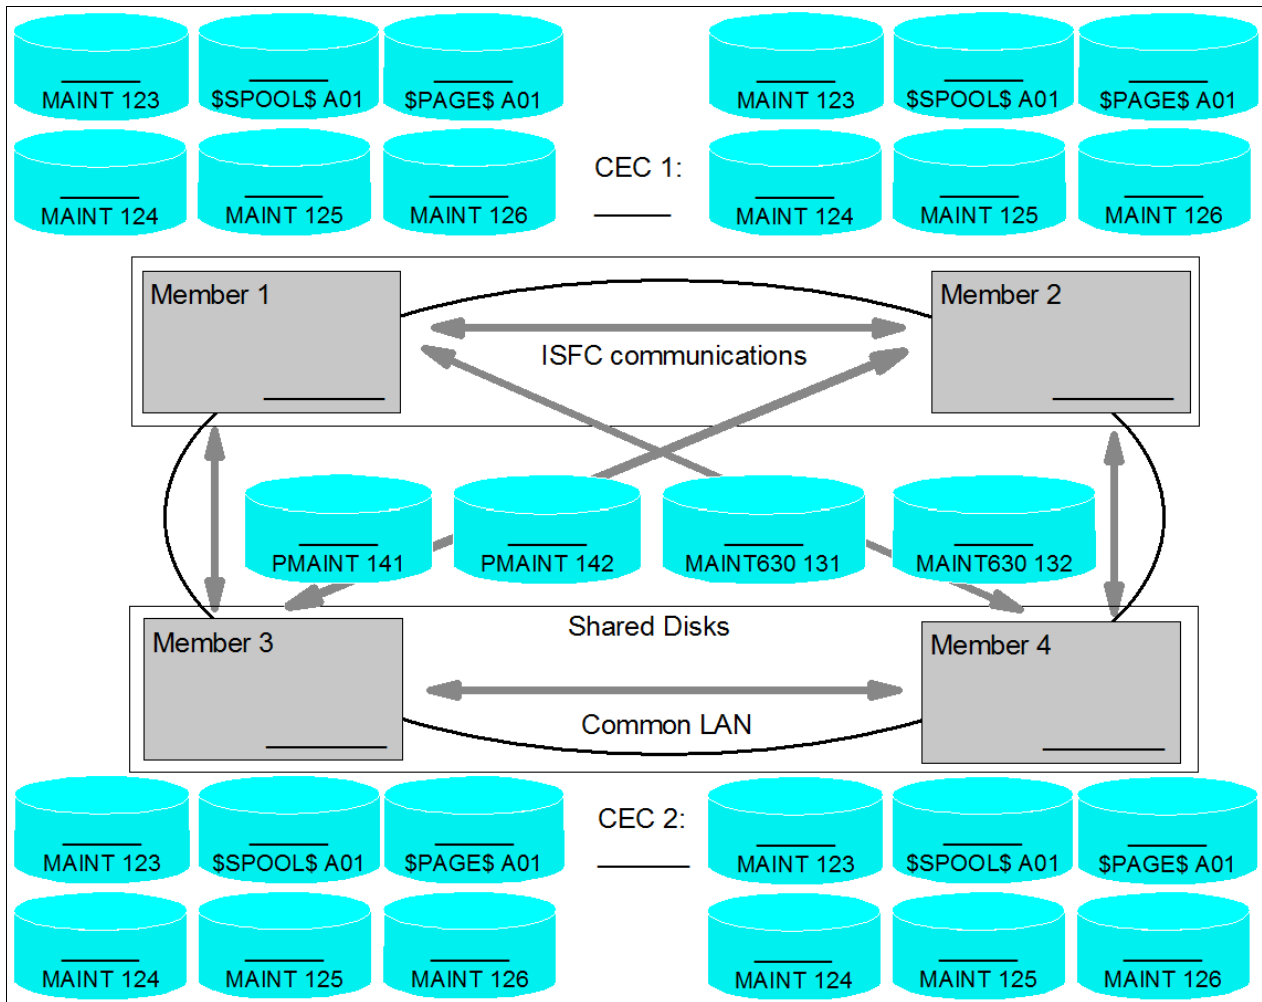 MAINT 123
$SPOOL$ A01
$PAGE$ A01
MAINT 123
$SPOOL$ A01
$PAGE$ A01
MAINT 124
MAINT 125
MAINT 126
CEC 1:
MAINT 124
MAINT 125
MAINT 126
Member 1
Member 2
ISFC communications
PMAINT 141
PMAINT 142
MAINT630 131
MAINT630 132
Shared Disks
Member 3
Member 4
Common LAN
MAINT 123
$SPOOL$ A01
$PAGE$ A01
CEC 2:
MAINT 123
$SPOOL$ A01
$PAGE$ A01
MAINT 124
MAINT 125
MAINT 126
MAINT 124
MAINT 125
MAINT 126